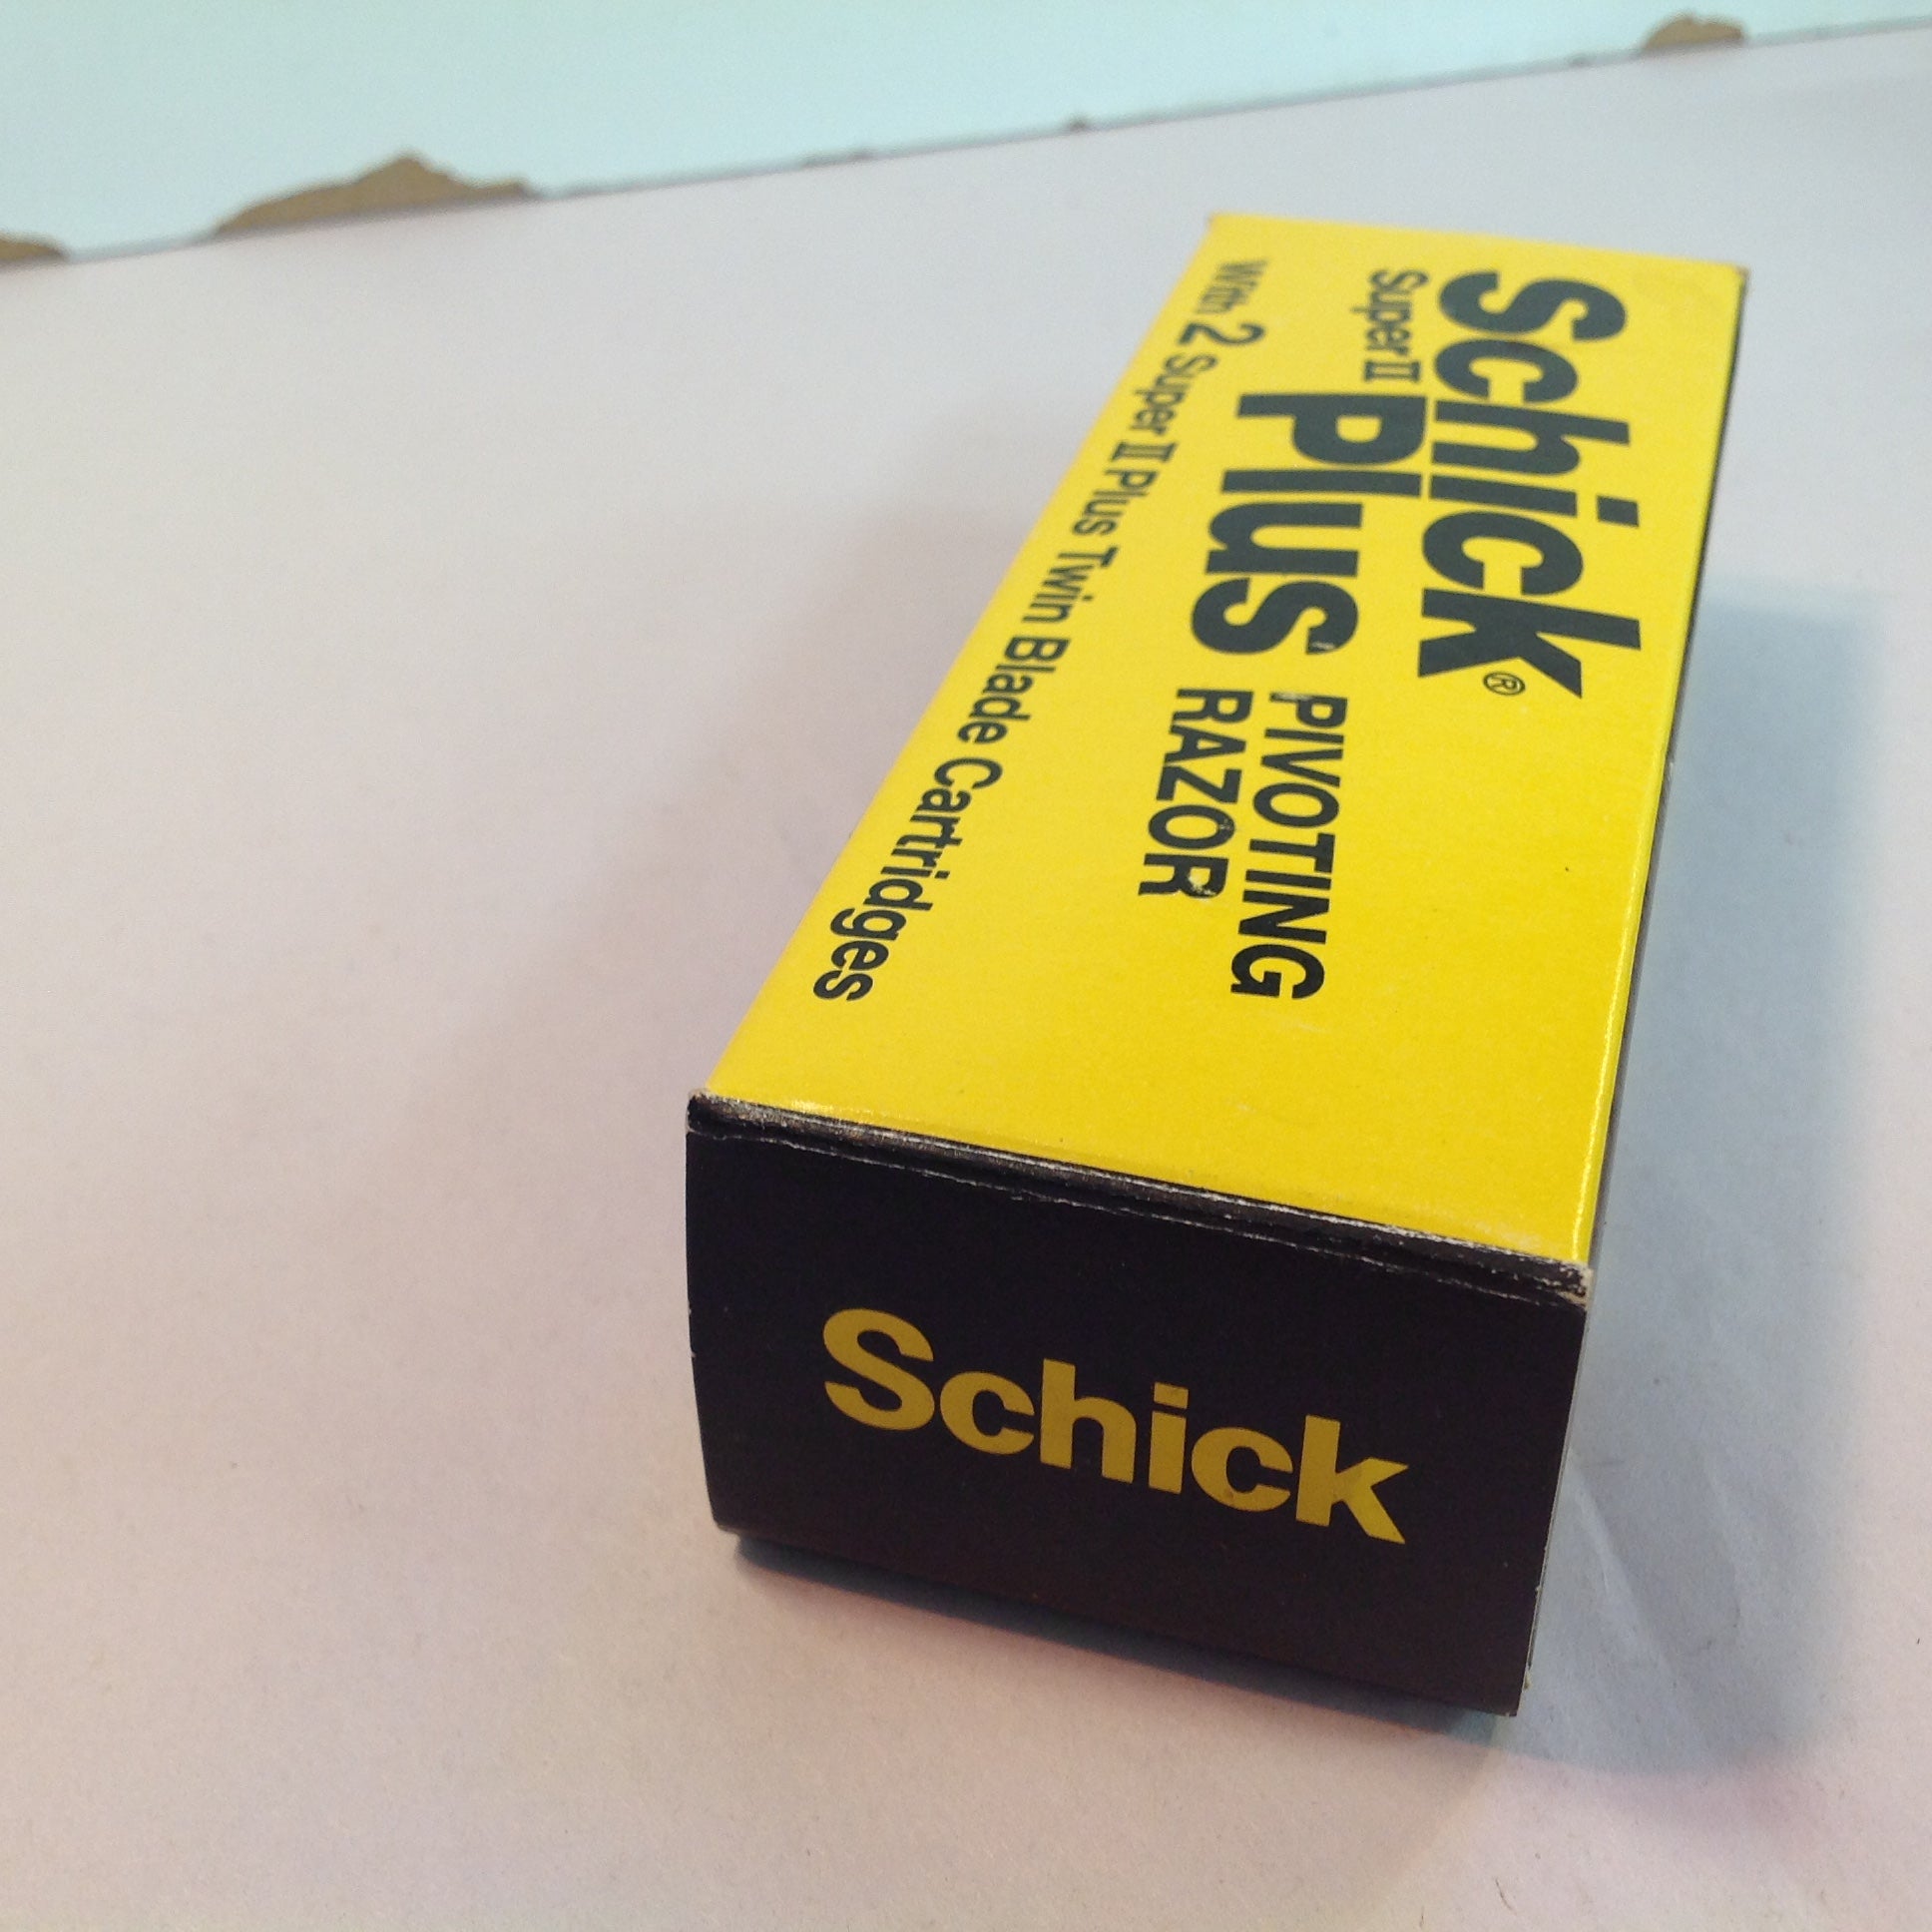 Schick®
Super II
Plus PIVOTING
RAZOR
With 2 Super II Plus Twin Blade Cartridges
Schick